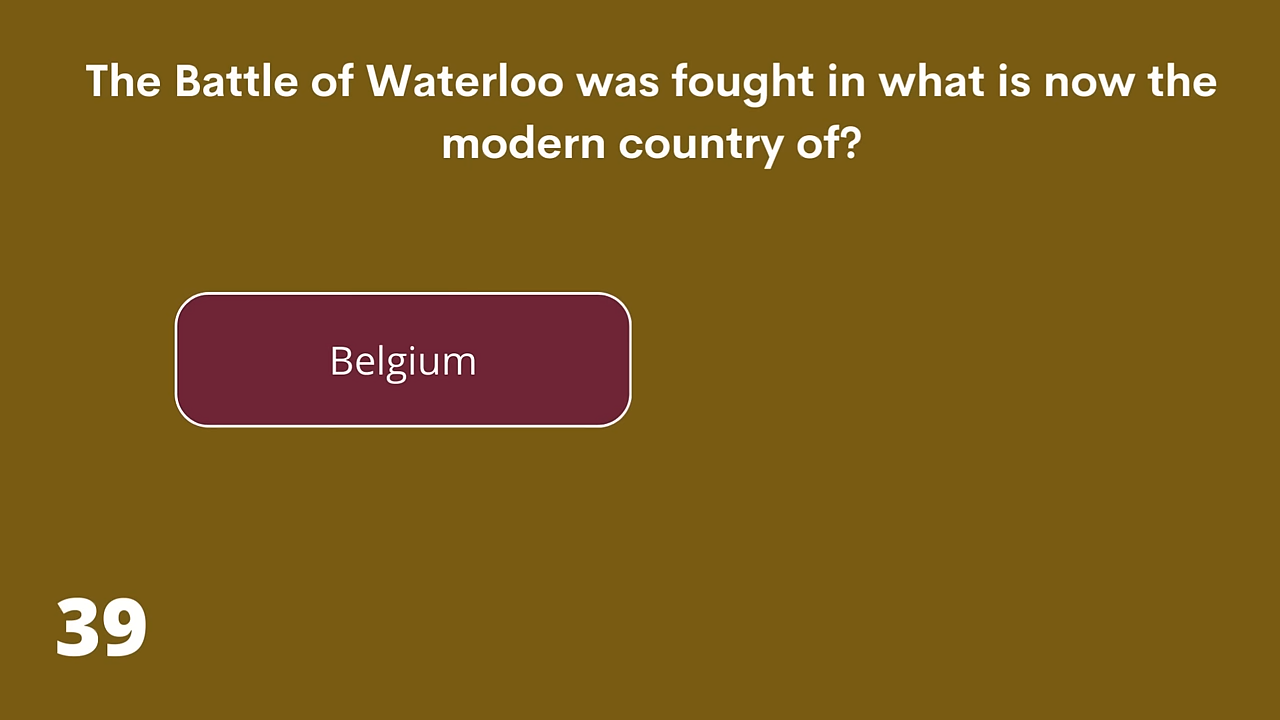 The Battle of Waterloo was fought in what is now the
modern country of?
Belgium
39